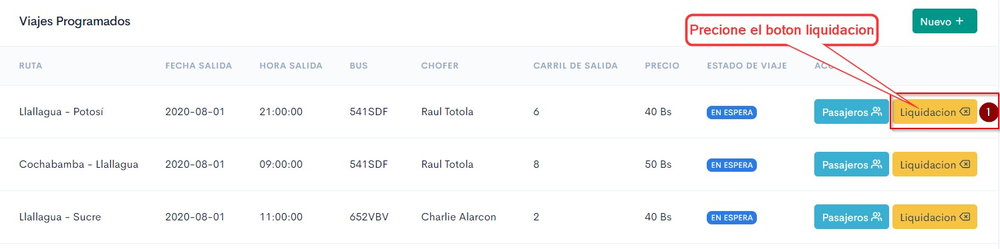 Viajes Programados
Precione el boton liquidacion
Nuevo +
RUTA FECHA SALIDA HORA SALIDA BUS CHOFER CARRIL DE SALIDA PRECIO ESTADO DE VIAJE
Llallagua - Potosí 2020-08-01 21:00:00 541SDF Raul Totola 6 40 Bs EN ESPERA Pasajeros Liquidacion 1
Cochabamba - Llallagua 2020-08-01 09:00:00 541SDF Raul Totola 8 50 Bs EN ESPERA Pasajeros Liquidacion
Llallagua - Sucre 2020-08-01 11:00:00 652VBV Charlie Alarcon 2 40 Bs EN ESPERA Pasajeros Liquidacion